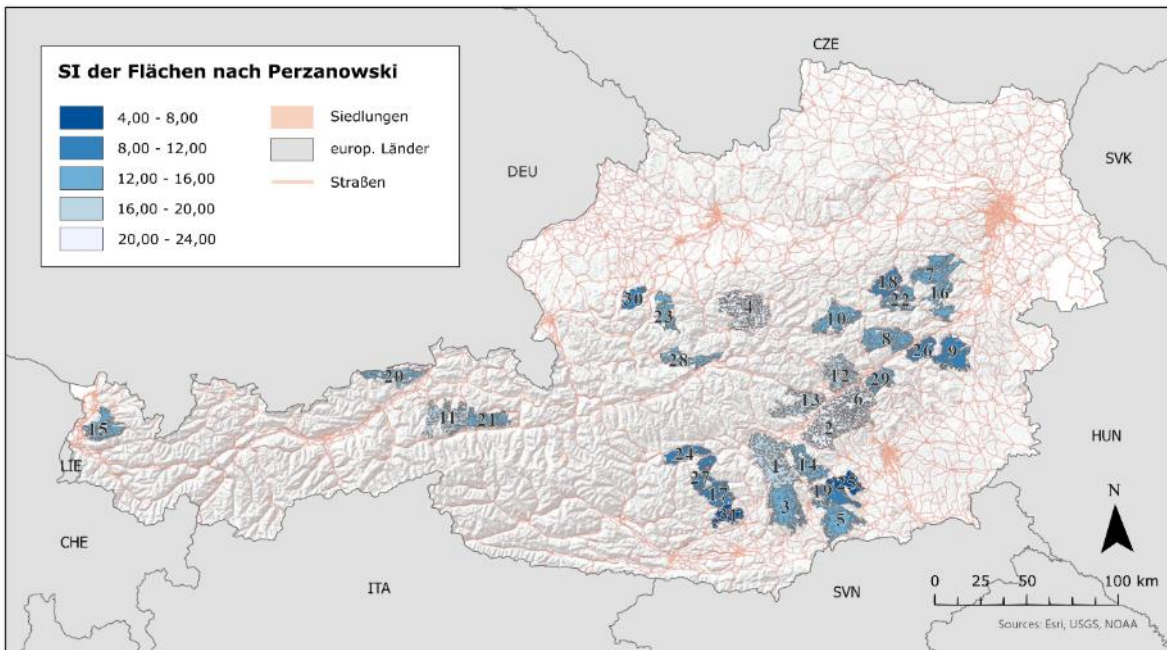 CZE
SI der Flächen nach Perzanowski
4,00 - 8,00
8,00 - 12,00
12,00 - 16,00
16,00 - 20,00
20,00 - 24,00
Siedlungen
europ. Länder
Straßen
DEU
SVK
7
18
16
22
30
4
23
10
8
26
9
28
12
20
29
13
6
11
21
15
2
HUN
24
1
14
LIE
27
25
17
19
3
31
5
N
CHE
ITA
SVN
0 25 50 100 km
Sources: Esri, USGS, NOAA